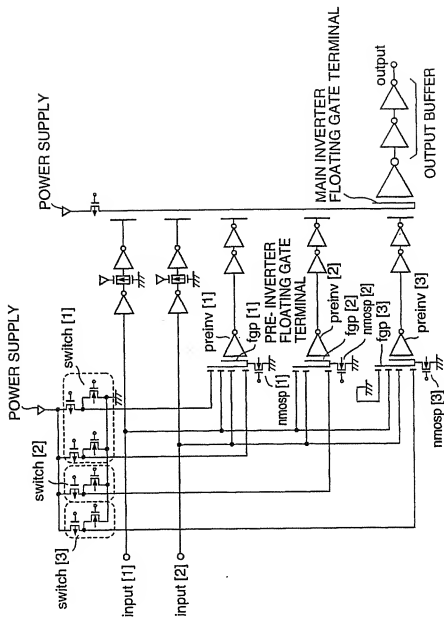 POWER SUPPLY
switch [1]
switch [2]
switch [3]
input [1]
input [2]
POWER SUPPLY
preinv [1]
fgp [1]
nmosp [1]
PRE- INVERTER
FLOATING GATE
TERMINAL
preinv [2]
fgp [2]
nmosp [2]
fgp [3]
preinv [3]
nmosp [3]
MAIN INVERTER
FLOATING GATE TERMINAL
output
OUTPUT BUFFER